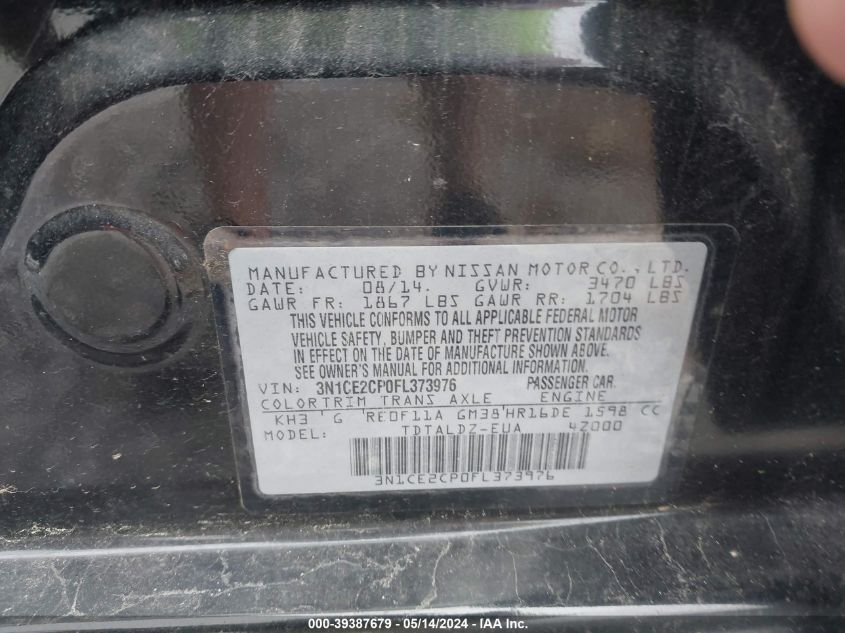 MANUFACTURED BY NISSAN MOTOR CO., LTD.
DATE: 08/14. GVWR: 3470 LBS
GAWR FR: 1867 LBS GAWR RR: 1704 LBS
THIS VEHICLE CONFORMS TO ALL APPLICABLE FEDERAL MOTOR
VEHICLE SAFETY, BUMPER AND THEFT PREVENTION STANDARDS
IN EFFECT ON THE DATE OF MANUFACTURE SHOWN ABOVE.
SEE OWNER'S MANUAL FOR ADDITIONAL INFORMATION.
VIN: 3N1CE2CP0FL373976 PASSENGER CAR.
COLOR TRIM TRANS AXLE ENGINE
KH3 G RE0F11A GM38 HR16DE 1598 CC
MODEL: TDTALDZ-EUA 4Z000
3N1CE2CP0FL373976
000-39387679 - 05/14/2024 - IAA Inc.